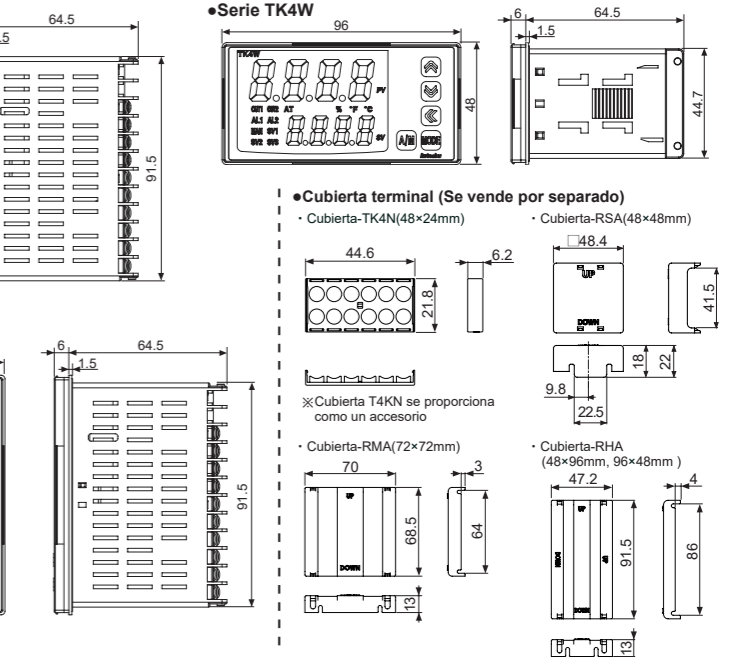 64.5
91.5
6
64.5
1.5
91.5
●Serie TK4W
96
48
TK4W
PV
OUT1 OUT2 AT % °F °C
AL1 AL2
MAN SV1
SV2 SV3
SV
A/M MODE
Autonics
6
64.5
1.5
44.7
●Cubierta terminal (Se vende por separado)
· Cubierta-TK4N(48×24mm)
44.6
6.2
21.8
※Cubierta T4KN se proporciona
como un accesorio
· Cubierta-RSA(48×48mm)
□48.4
UP
DOWN
41.5
18
22
9.8
22.5
· Cubierta-RMA(72×72mm)
70
3
UP
DOWN
68.5
64
13
· Cubierta-RHA
(48×96mm, 96×48mm )
47.2
4
UP
DOWN
UP
DOWN
91.5
86
13